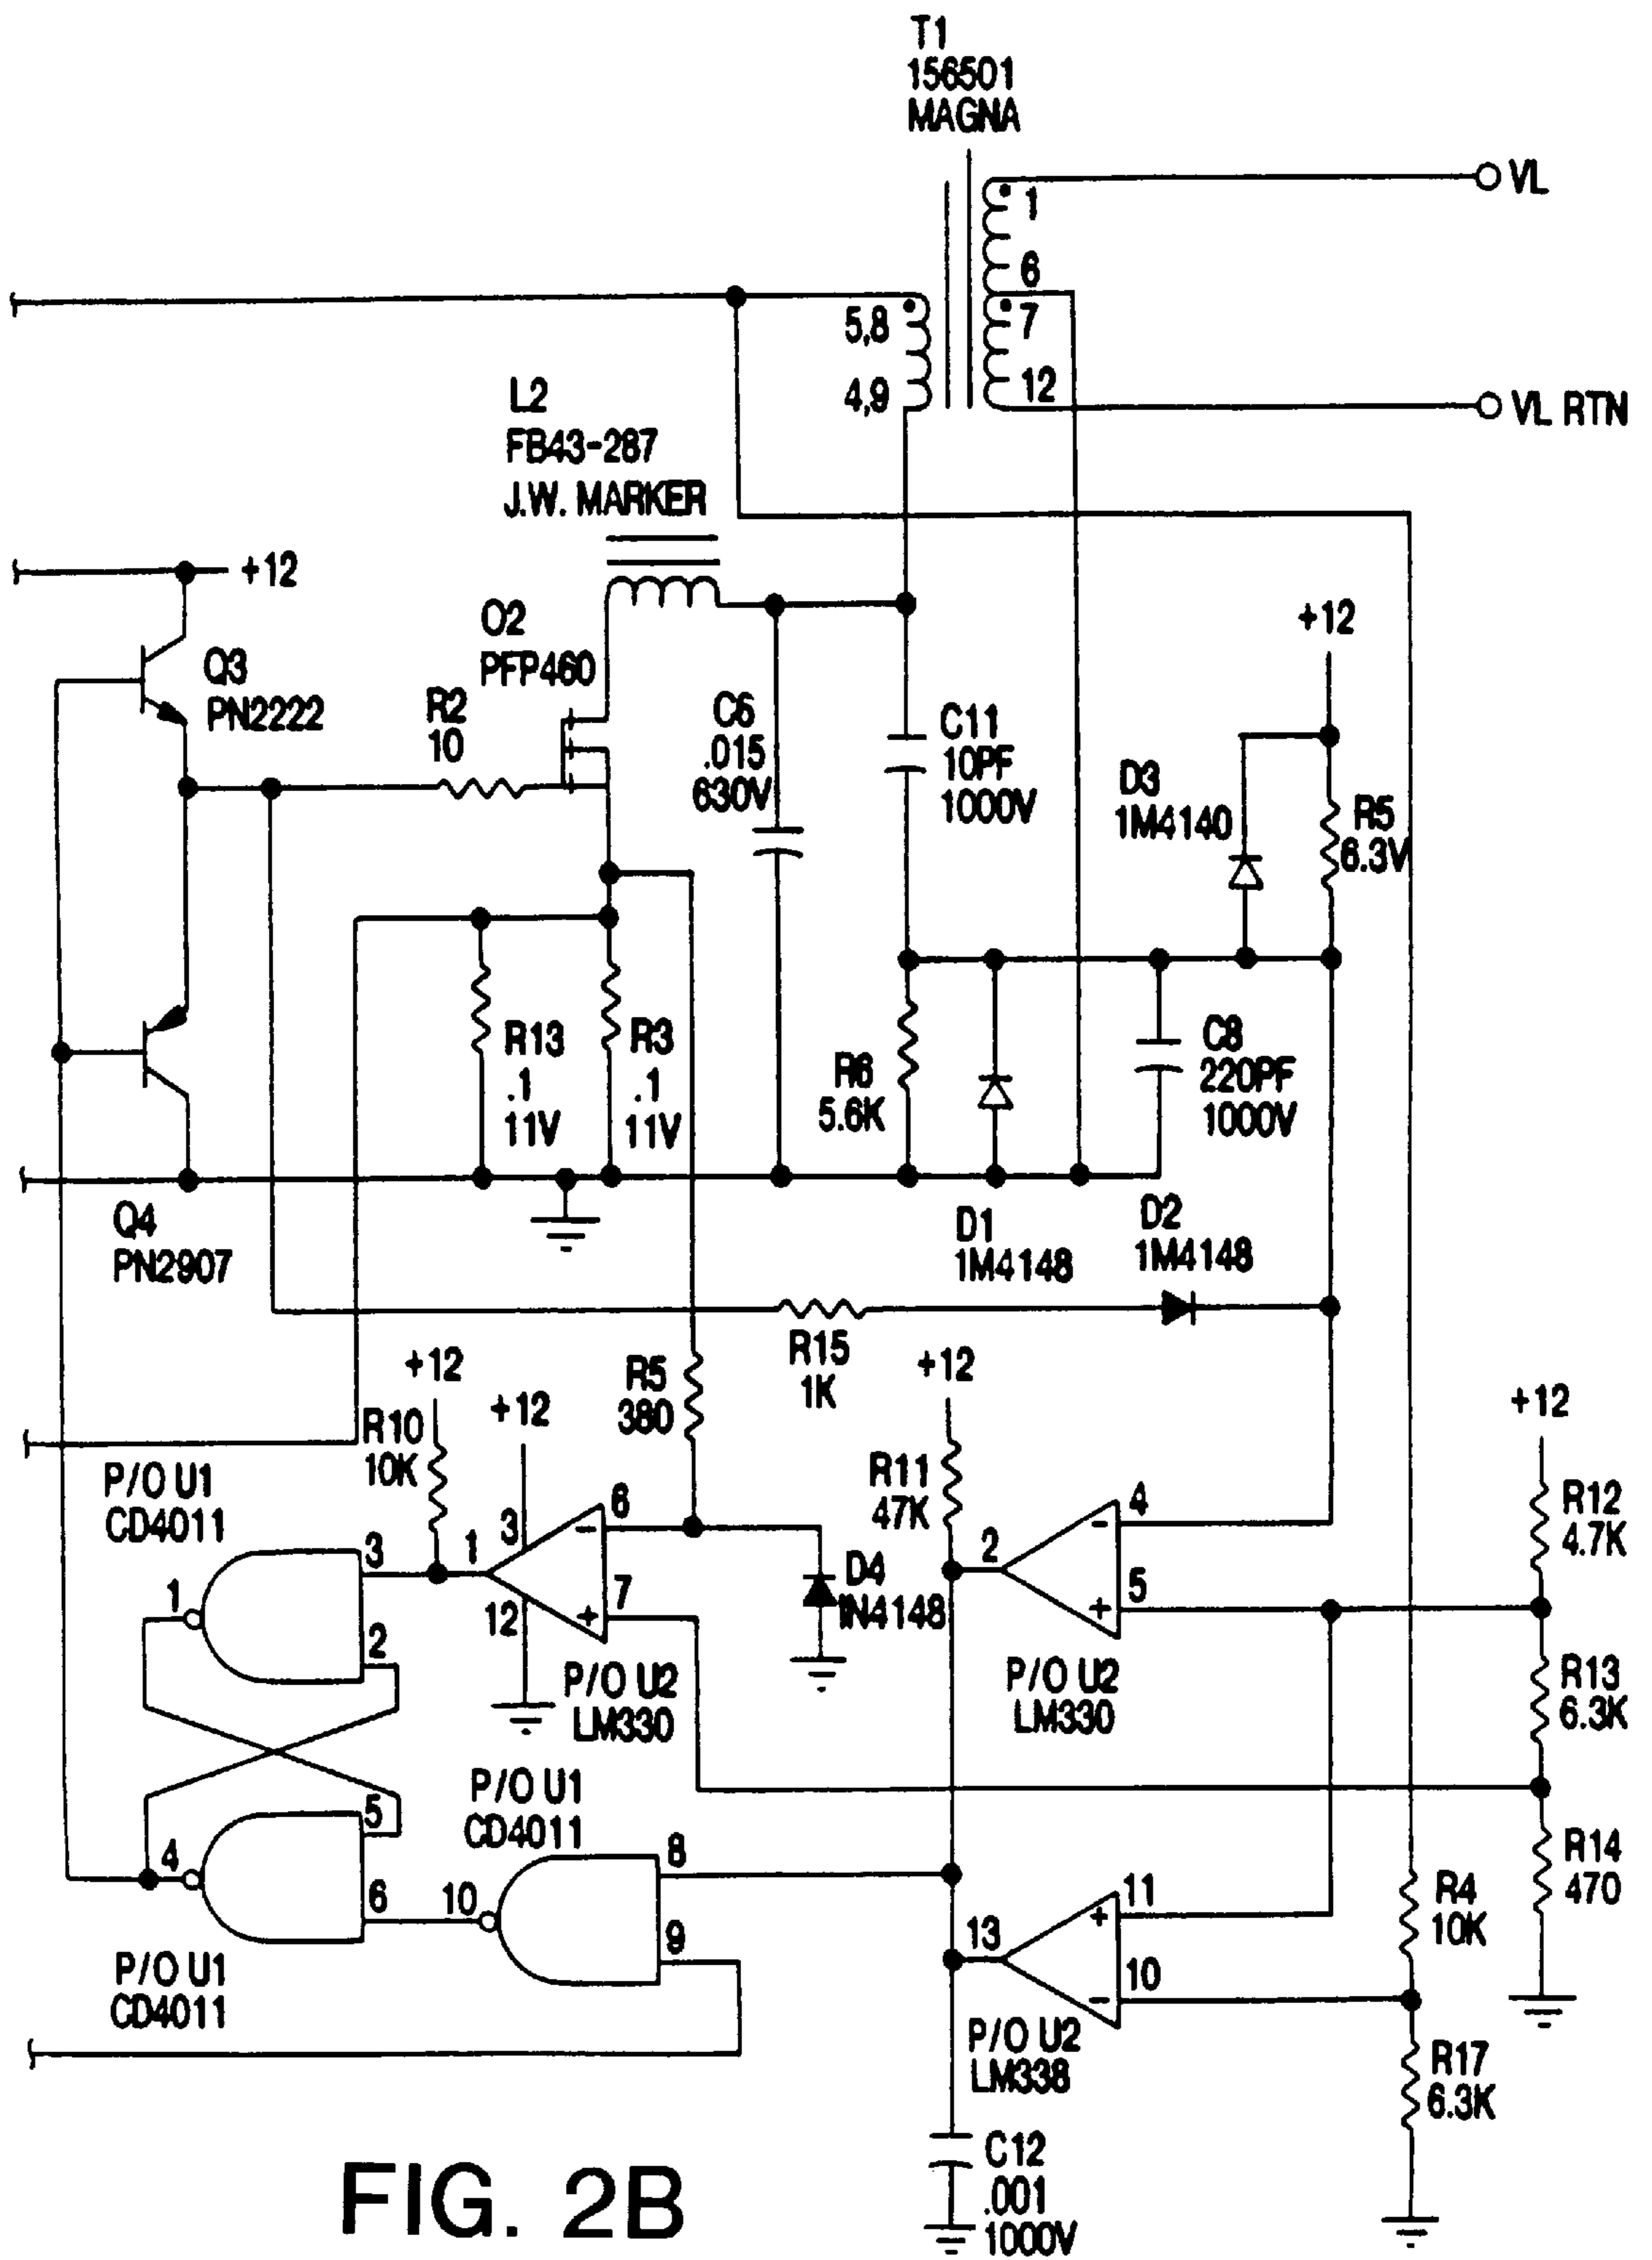 T1
156501
MAGNA
1
VL
6
7
5,8
4,9
12
VL RTN
L2
FB43-287
J.W. MARKER
+12
Q3
PN2222
O2
PFP460
R2
10
C6
.015
630V
C11
10PF
1000V
+12
D3
1M4140
R5
6.3V
R13
.1
11V
R3
.1
11V
R6
5.6K
C8
220PF
1000V
Q4
PN2907
D1
1M4148
D2
1M4148
R15
1K
+12
R10
10K
+12
R5
380
+12
R11
47K
+12
R12
4.7K
P/O U1
CD4011
3
1
2
1
3
12
6
-
7
+
D4
1N4148
P/O U2
LM330
2
4
-
5
+
P/O U2
LM330
R13
6.3K
P/O U1
CD4011
5
4
6
10
8
9
P/O U1
CD4011
13
11
+
10
-
P/O U2
LM338
R14
470
R4
10K
R17
6.3K
C12
.001
1000V
FIG. 2B